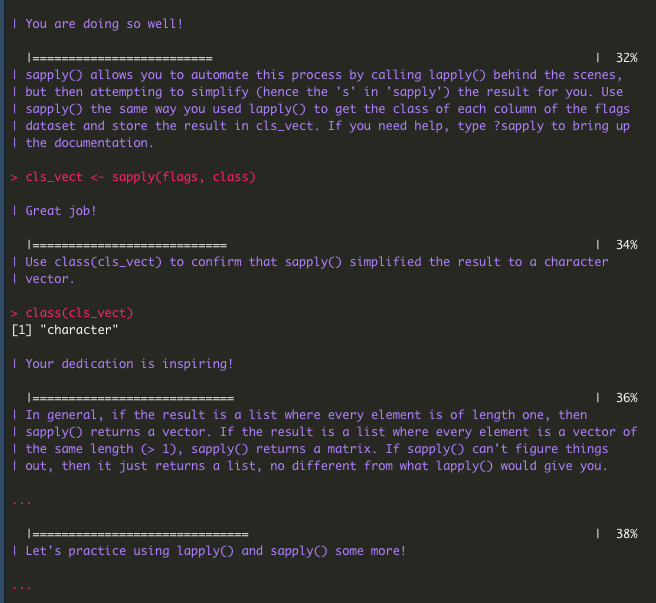 | You are doing so well!
|=========================                                                     |  32%
| sapply() allows you to automate this process by calling lapply() behind the scenes,
| but then attempting to simplify (hence the 's' in 'sapply') the result for you. Use
| sapply() the same way you used lapply() to get the class of each column of the flags
| dataset and store the result in cls_vect. If you need help, type ?sapply to bring up
| the documentation.
> cls_vect <- sapply(flags, class)
| Great job!
|===========================                                                   |  34%
| Use class(cls_vect) to confirm that sapply() simplified the result to a character
| vector.
> class(cls_vect)
[1] "character"
| Your dedication is inspiring!
|============================                                                  |  36%
| In general, if the result is a list where every element is of length one, then
| sapply() returns a vector. If the result is a list where every element is a vector of
| the same length (> 1), sapply() returns a matrix. If sapply() can't figure things
| out, then it just returns a list, no different from what lapply() would give you.
...
|==============================                                                |  38%
| Let's practice using lapply() and sapply() some more!
...